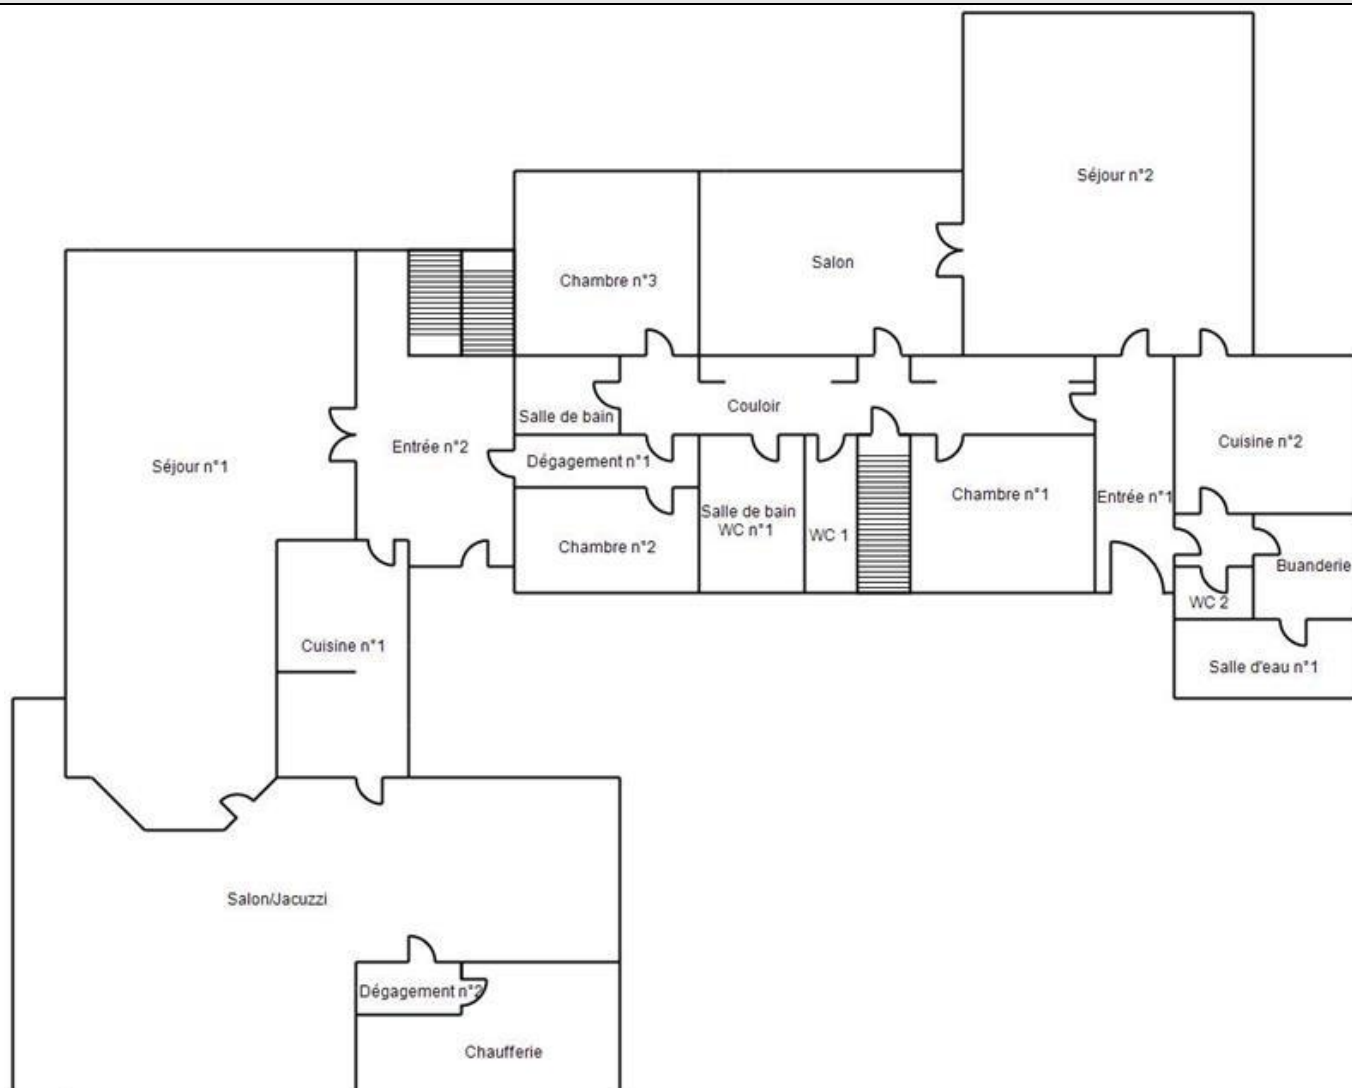 Séjour n°2
Salon
Chambre n°3
Couloir
Salle de bain
Entrée n°2
Séjour n°1
Dégagement n°1
Cuisine n°2
Chambre n°1
Entrée n°1
Salle de bain
WC n°1
WC 1
Chambre n°2
Buanderie
WC 2
Cuisine n°1
Salle d'eau n°1
Salon/Jacuzzi
Dégagement n°2
Chaufferie